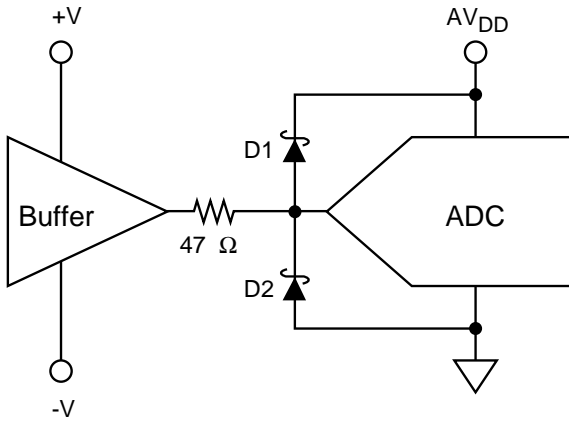 +V
AVDD
D1
Buffer
ADC
47 Ω
D2
-V